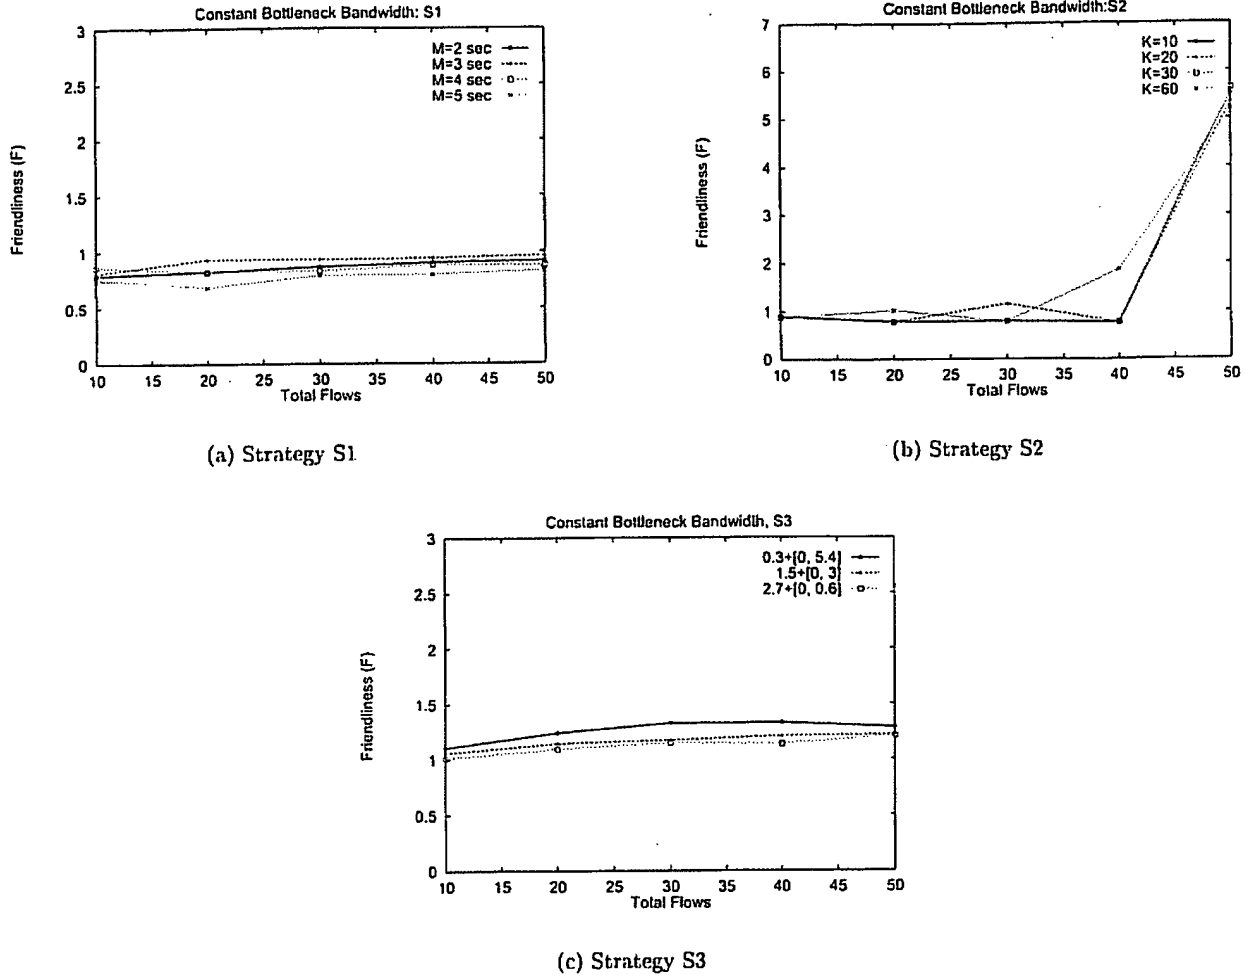 Constant Bottleneck Bandwidth: S1
3
2.5
2
1.5
1
0.5
0
Friendliness (F)
M=2 sec
M=3 sec
M=4 sec
M=5 sec
10 15 20 25 30 35 40 45 50
Total Flows
(a) Strategy S1
Constant Bottleneck Bandwidth:S2
7
6
5
4
3
2
1
0
Friendliness (F)
K=10
K=20
K=30
K=60
10 15 20 25 30 35 40 45 50
Total Flows
(b) Strategy S2
Constant Bottleneck Bandwidth, S3
3
2.5
2
1.5
1
0.5
0
Friendliness (F)
0.3+[0, 5.4]
1.5+[0, 3]
2.7+[0, 0.6]
10 15 20 25 30 35 40 45 50
Total Flows
(c) Strategy S3